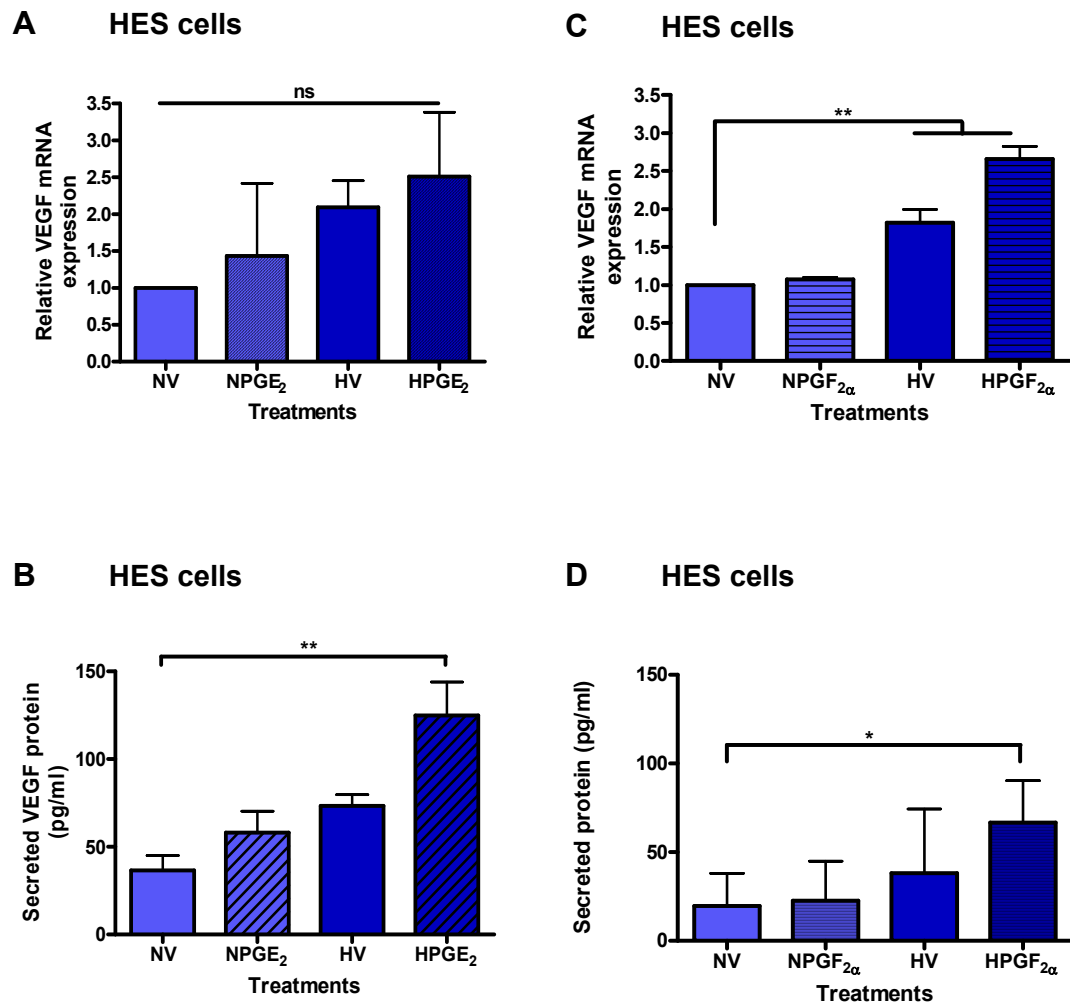 A HES cells
ns
Relative VEGF mRNA
expression
3.5
3.0
2.5
2.0
1.5
1.0
0.5
0.0
NV NPGE₂ HV HPGE₂
Treatments
C HES cells
**
Relative VEGF mRNA
expression
3.5
3.0
2.5
2.0
1.5
1.0
0.5
0.0
NV NPGF₂α HV HPGF₂α
Treatments
B HES cells
**
Secreted VEGF protein
(pg/ml)
150
100
50
0
NV NPGE₂ HV HPGE₂
Treatments
D HES cells
*
Secreted protein (pg/ml)
150
100
50
0
NV NPGF₂α HV HPGF₂α
Treatments